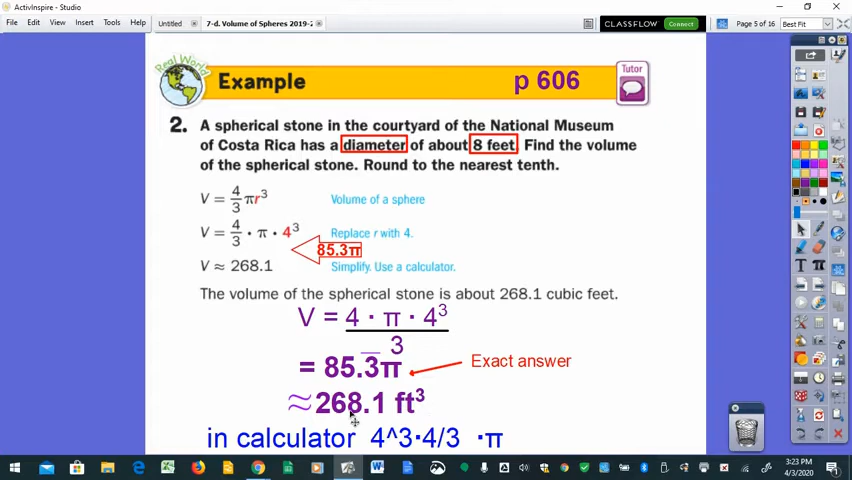 ActivInspire - Studio
File Edit View Insert Tools Help
Untitled
7-d. Volume of Spheres 2019-2
CLASSFLOW Connect
Page 5 of 16
Best Fit
Real World
Example
p 606
Tutor
2. A spherical stone in the courtyard of the National Museum
of Costa Rica has a diameter of about 8 feet. Find the volume
of the spherical stone. Round to the nearest tenth.
V = 4/3 πr³ Volume of a sphere
V = 4/3 · π · 4³ Replace r with 4.
85.3π
V ≈ 268.1 Simplify. Use a calculator.
The volume of the spherical stone is about 268.1 cubic feet.
V = 4 · π · 4³
3
= 85.3̅π Exact answer
≈ 268.1 ft³
in calculator 4^3·4/3 ·π
3:23 PM
4/3/2020